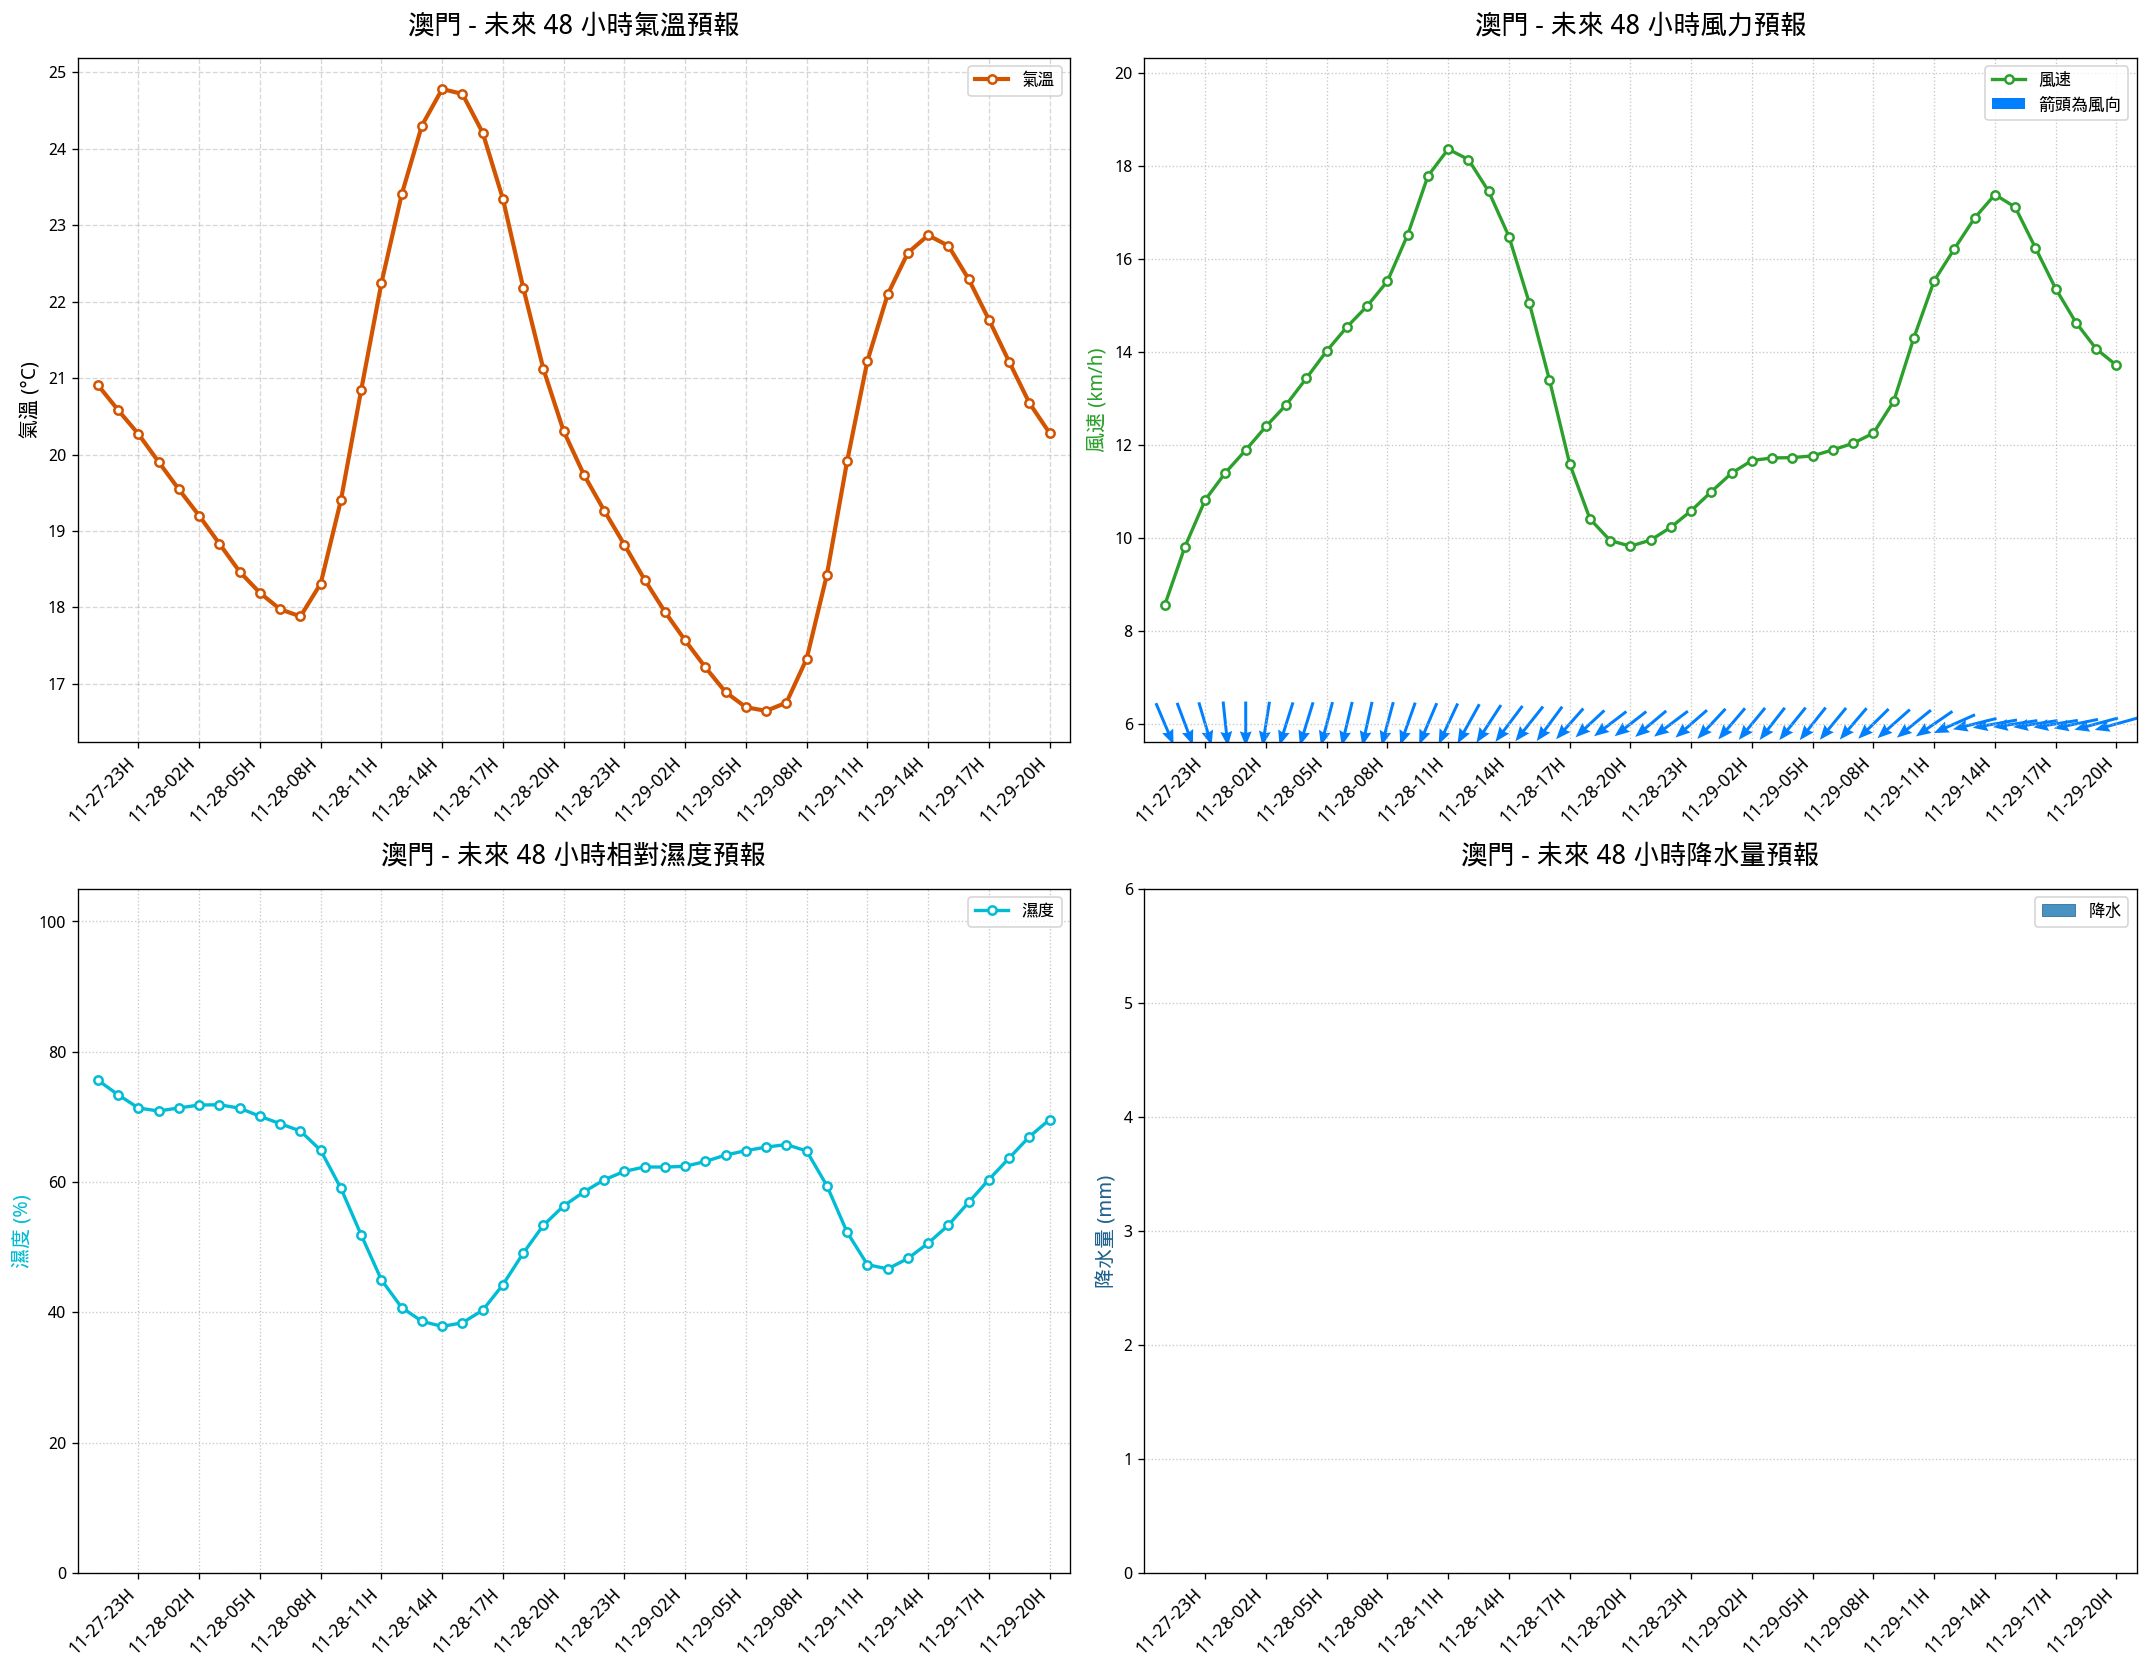 澳門 - 未來 48 小時氣溫預報
氣溫
氣溫 (°C)
25
24
23
22
21
20
19
18
17
11-27-23H
11-28-02H
11-28-05H
11-28-08H
11-28-11H
11-28-14H
11-28-17H
11-28-20H
11-28-23H
11-29-02H
11-29-05H
11-29-08H
11-29-11H
11-29-14H
11-29-17H
11-29-20H
澳門 - 未來 48 小時風力預報
風速
箭頭為風向
風速 (km/h)
20
18
16
14
12
10
8
6
11-27-23H
11-28-02H
11-28-05H
11-28-08H
11-28-11H
11-28-14H
11-28-17H
11-28-20H
11-28-23H
11-29-02H
11-29-05H
11-29-08H
11-29-11H
11-29-14H
11-29-17H
11-29-20H
澳門 - 未來 48 小時相對濕度預報
濕度
濕度 (%)
100
80
60
40
20
0
11-27-23H
11-28-02H
11-28-05H
11-28-08H
11-28-11H
11-28-14H
11-28-17H
11-28-20H
11-28-23H
11-29-02H
11-29-05H
11-29-08H
11-29-11H
11-29-14H
11-29-17H
11-29-20H
澳門 - 未來 48 小時降水量預報
降水
降水量 (mm)
6
5
4
3
2
1
0
11-27-23H
11-28-02H
11-28-05H
11-28-08H
11-28-11H
11-28-14H
11-28-17H
11-28-20H
11-28-23H
11-29-02H
11-29-05H
11-29-08H
11-29-11H
11-29-14H
11-29-17H
11-29-20H